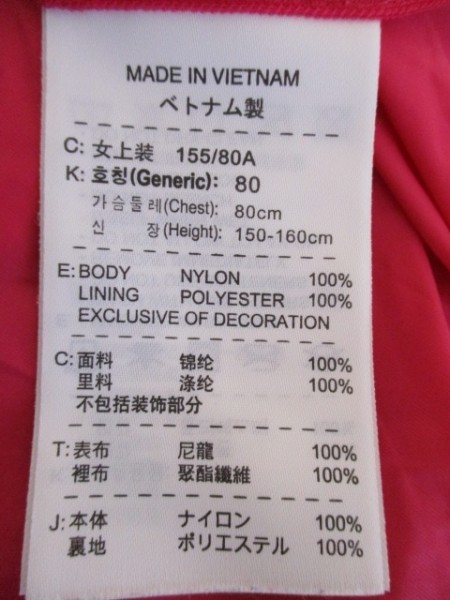 MADE IN VIETNAM
ベトナム製
C: 女上装 155/80A
K: 호칭(Generic): 80
가슴둘레(Chest): 80cm
신 장(Height): 150-160cm
E: BODY NYLON 100%
LINING POLYESTER 100%
EXCLUSIVE OF DECORATION
C: 面料 锦纶 100%
里料 涤纶 100%
不包括装饰部分
T: 表布 尼龍 100%
裡布 聚酯纖維 100%
J: 本体 ナイロン 100%
裏地 ポリエステル 100%